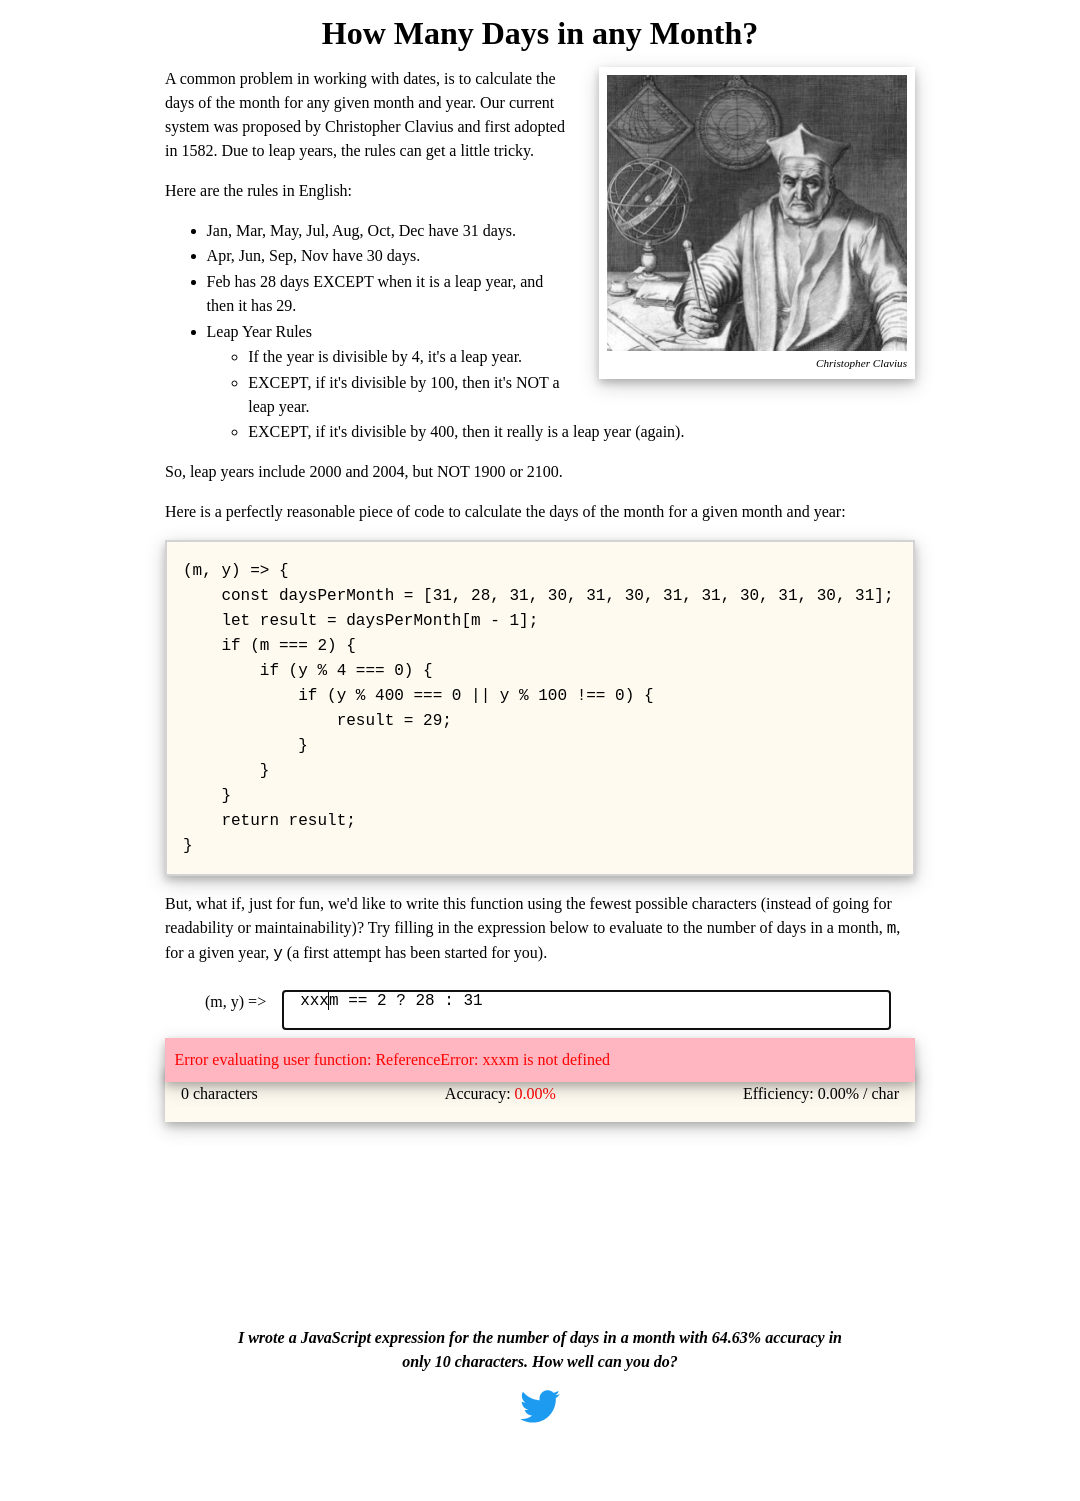 How Many Days in any Month?
A common problem in working with dates, is to calculate the
days of the month for any given month and year. Our current
system was proposed by Christopher Clavius and first adopted
in 1582. Due to leap years, the rules can get a little tricky.
Christopher Clavius
Here are the rules in English:
• Jan, Mar, May, Jul, Aug, Oct, Dec have 31 days.
• Apr, Jun, Sep, Nov have 30 days.
• Feb has 28 days EXCEPT when it is a leap year, and
then it has 29.
• Leap Year Rules
◦ If the year is divisible by 4, it's a leap year.
◦ EXCEPT, if it's divisible by 100, then it's NOT a
leap year.
◦ EXCEPT, if it's divisible by 400, then it really is a leap year (again).
So, leap years include 2000 and 2004, but NOT 1900 or 2100.
Here is a perfectly reasonable piece of code to calculate the days of the month for a given month and year:
(m, y) => {
    const daysPerMonth = [31, 28, 31, 30, 31, 30, 31, 31, 30, 31, 30, 31];
    let result = daysPerMonth[m - 1];
    if (m === 2) {
        if (y % 4 === 0) {
            if (y % 400 === 0 || y % 100 !== 0) {
                result = 29;
            }
        }
    }
    return result;
}
But, what if, just for fun, we'd like to write this function using the fewest possible characters (instead of going for
readability or maintainability)? Try filling in the expression below to evaluate to the number of days in a month, m,
for a given year, y (a first attempt has been started for you).
(m, y) => xxxm == 2 ? 28 : 31
Error evaluating user function: ReferenceError: xxxm is not defined
0 characters Accuracy: 0.00% Efficiency: 0.00% / char
I wrote a JavaScript expression for the number of days in a month with 64.63% accuracy in
only 10 characters. How well can you do?